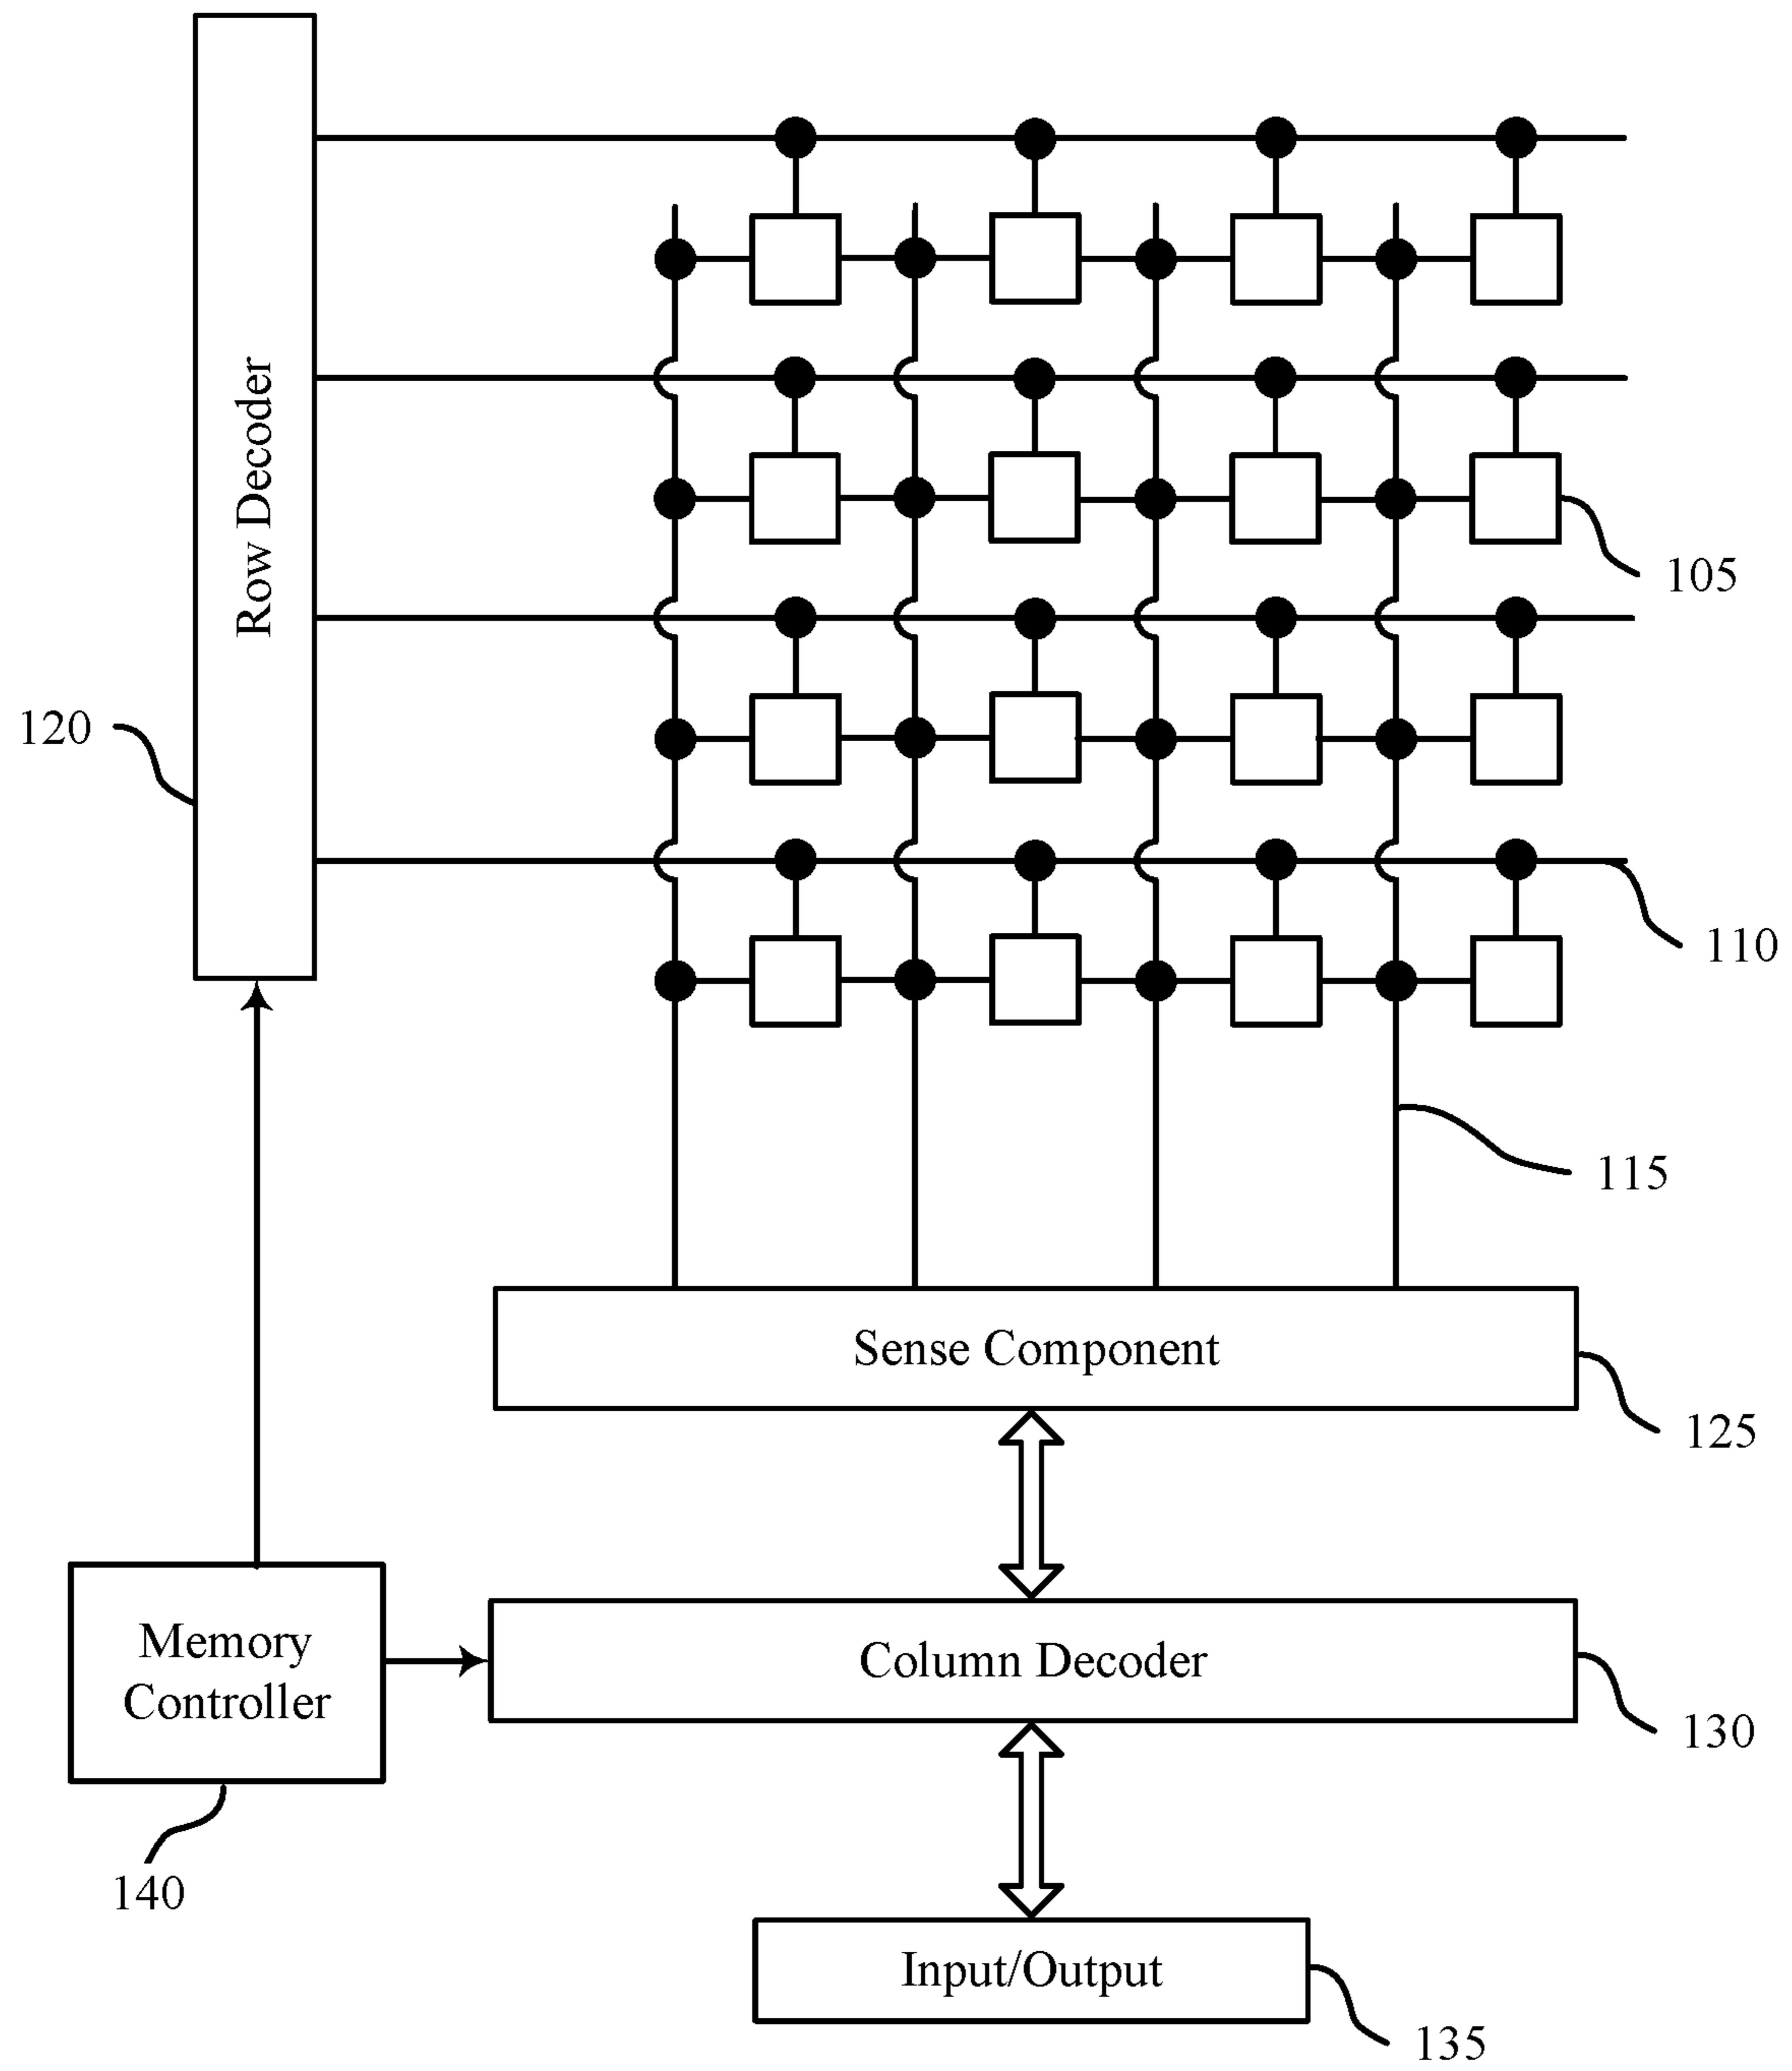 Row Decoder
105
120
110
115
Sense Component
125
Memory
Controller
Column Decoder
130
140
Input/Output
135